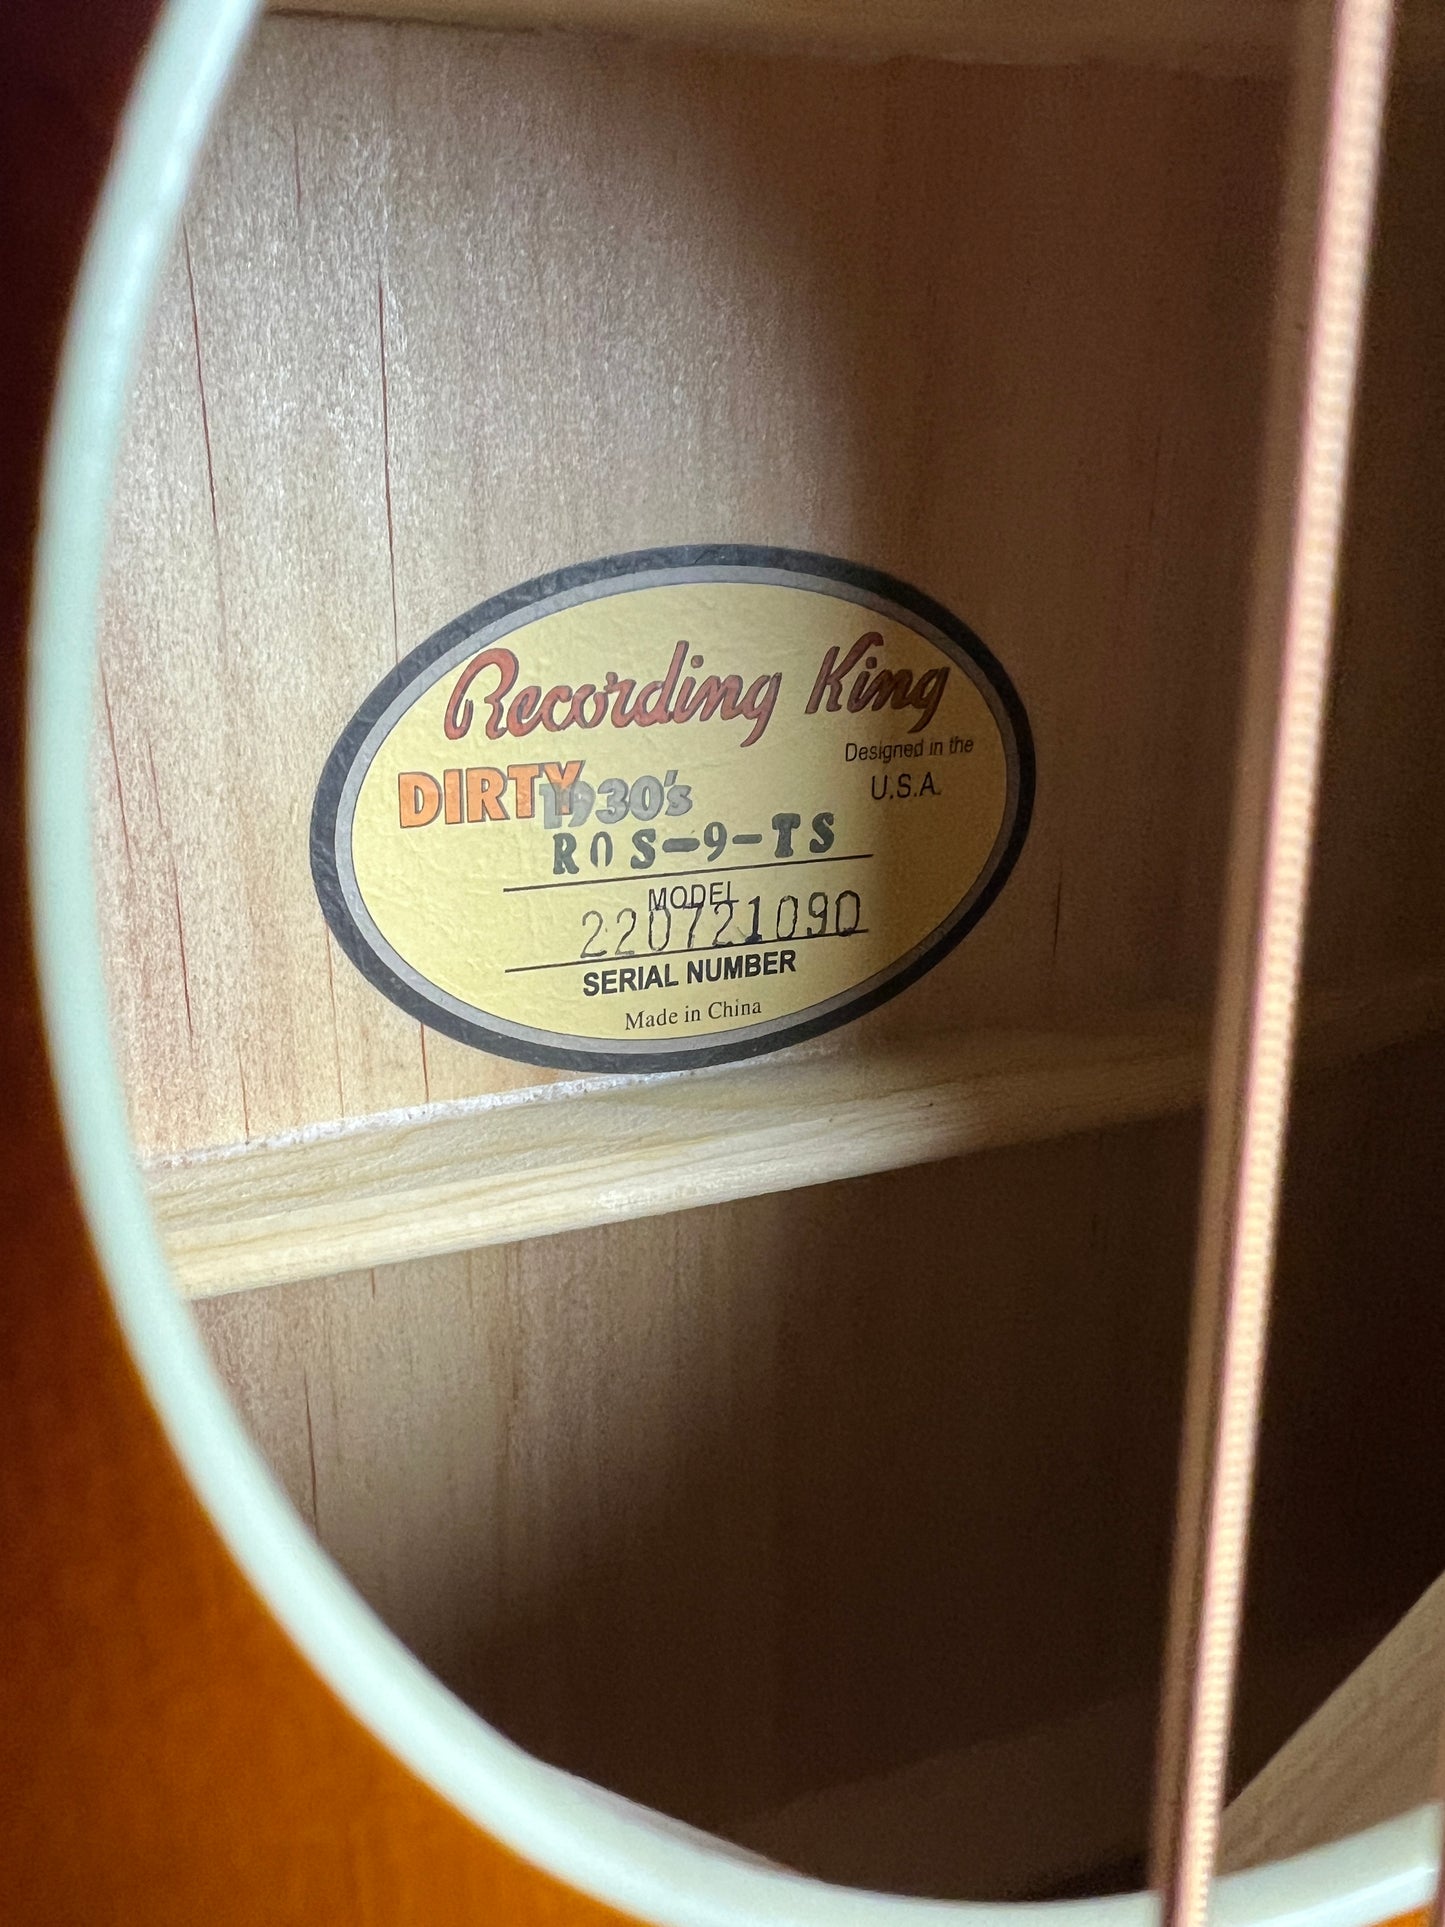 Recording King
Designed in the
U.S.A.
DIRTY 1930's
ROS-9-TS
MODEL
220721090
SERIAL NUMBER
Made in China